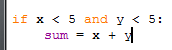 if x < 5 and y < 5:
    sum = x + y